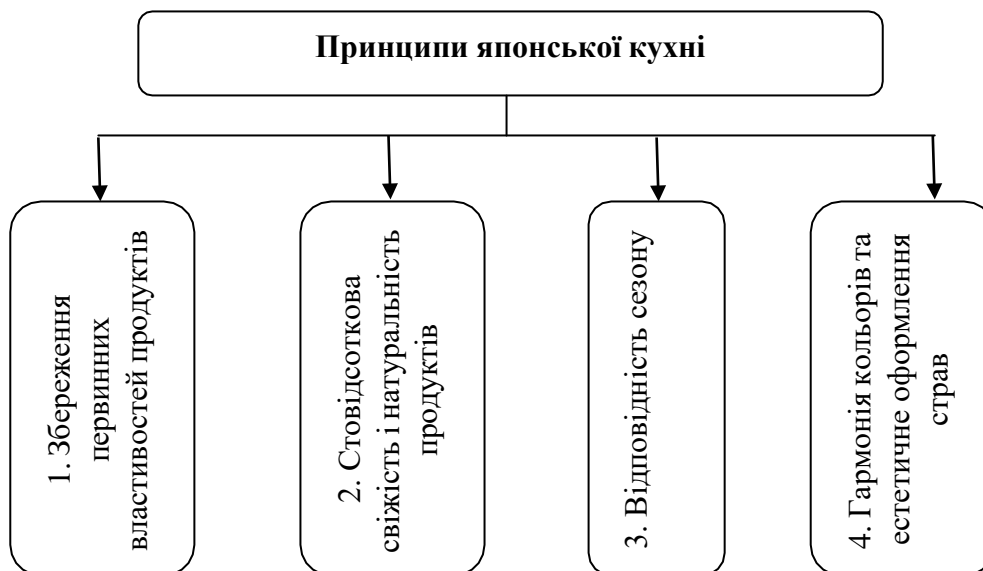 Принципи японської кухні
1. Збереження
первинних
властивостей продуктів
2. Стовідсоткова
свіжість і натуральність
продуктів
3. Відповідність сезону
4. Гармонія кольорів та
естетичне оформлення
страв